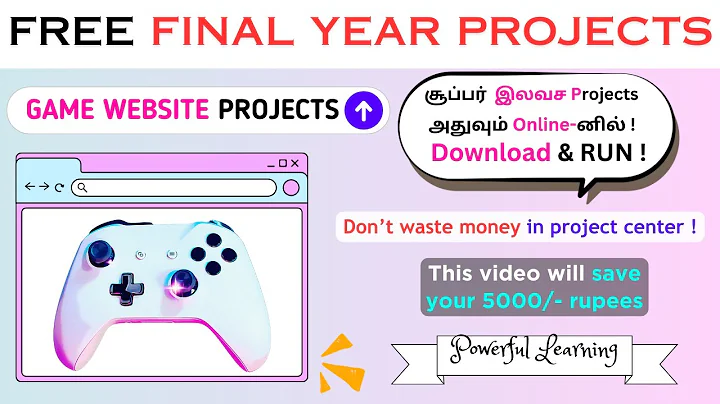 FREE FINAL YEAR PROJECTS
GAME WEBSITE PROJECTS
சூப்பர் இலவச Projects
அதுவும் Online-னில் !
Download & RUN !
Don't waste money in project center !
This video will save
your 5000/- rupees
Powerful Learning